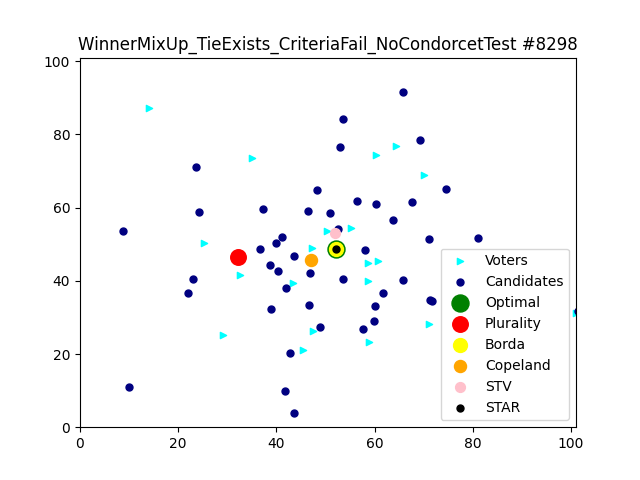 WinnerMixUp_TieExists_CriteriaFail_NoCondorcetTest #8298
100
80
60
40
20
0
0 20 40 60 80 100
Voters
Candidates
Optimal
Plurality
Borda
Copeland
STV
STAR